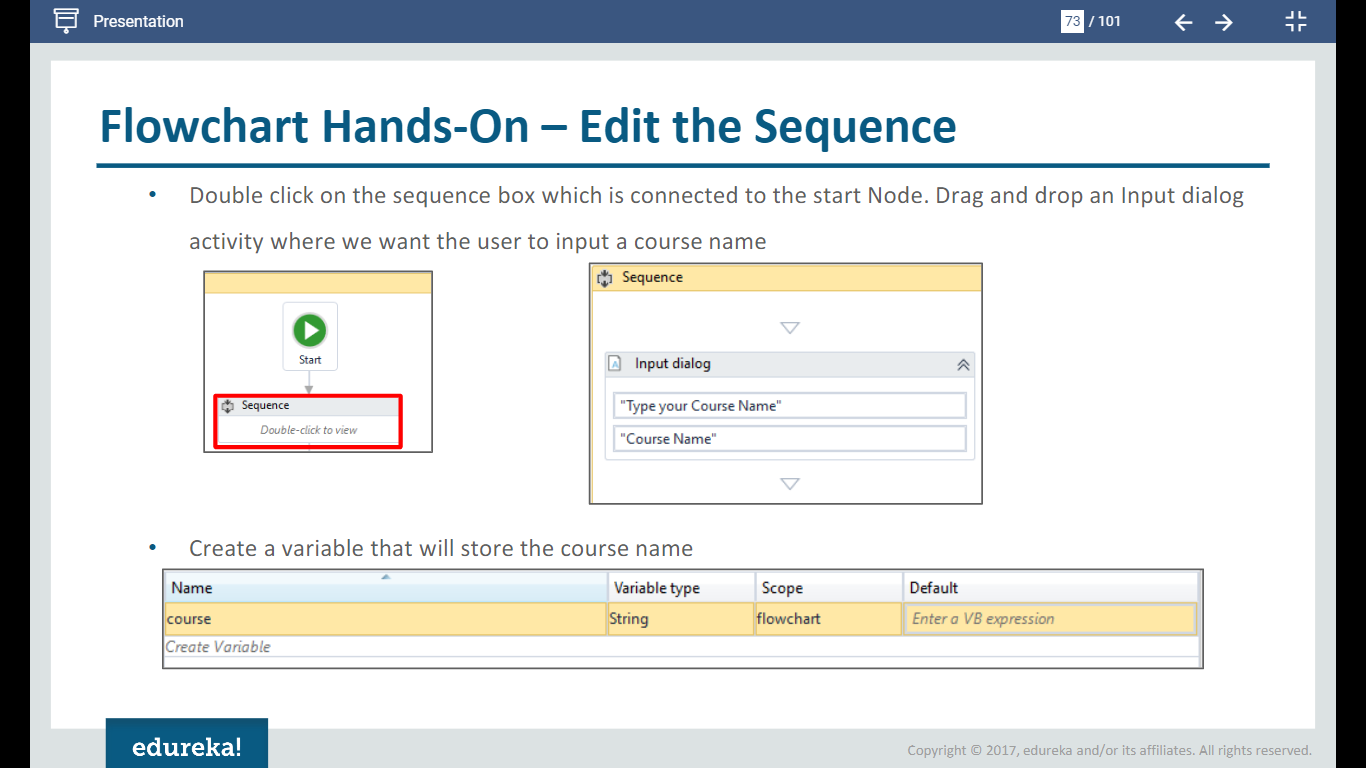 Presentation
73 / 101
Flowchart Hands-On – Edit the Sequence
• Double click on the sequence box which is connected to the start Node. Drag and drop an Input dialog
activity where we want the user to input a course name
Start
Sequence
Double-click to view
Sequence
Input dialog
"Type your Course Name"
"Course Name"
• Create a variable that will store the course name
Name Variable type Scope Default
course String flowchart Enter a VB expression
Create Variable
edureka!
Copyright © 2017, edureka and/or its affiliates. All rights reserved.